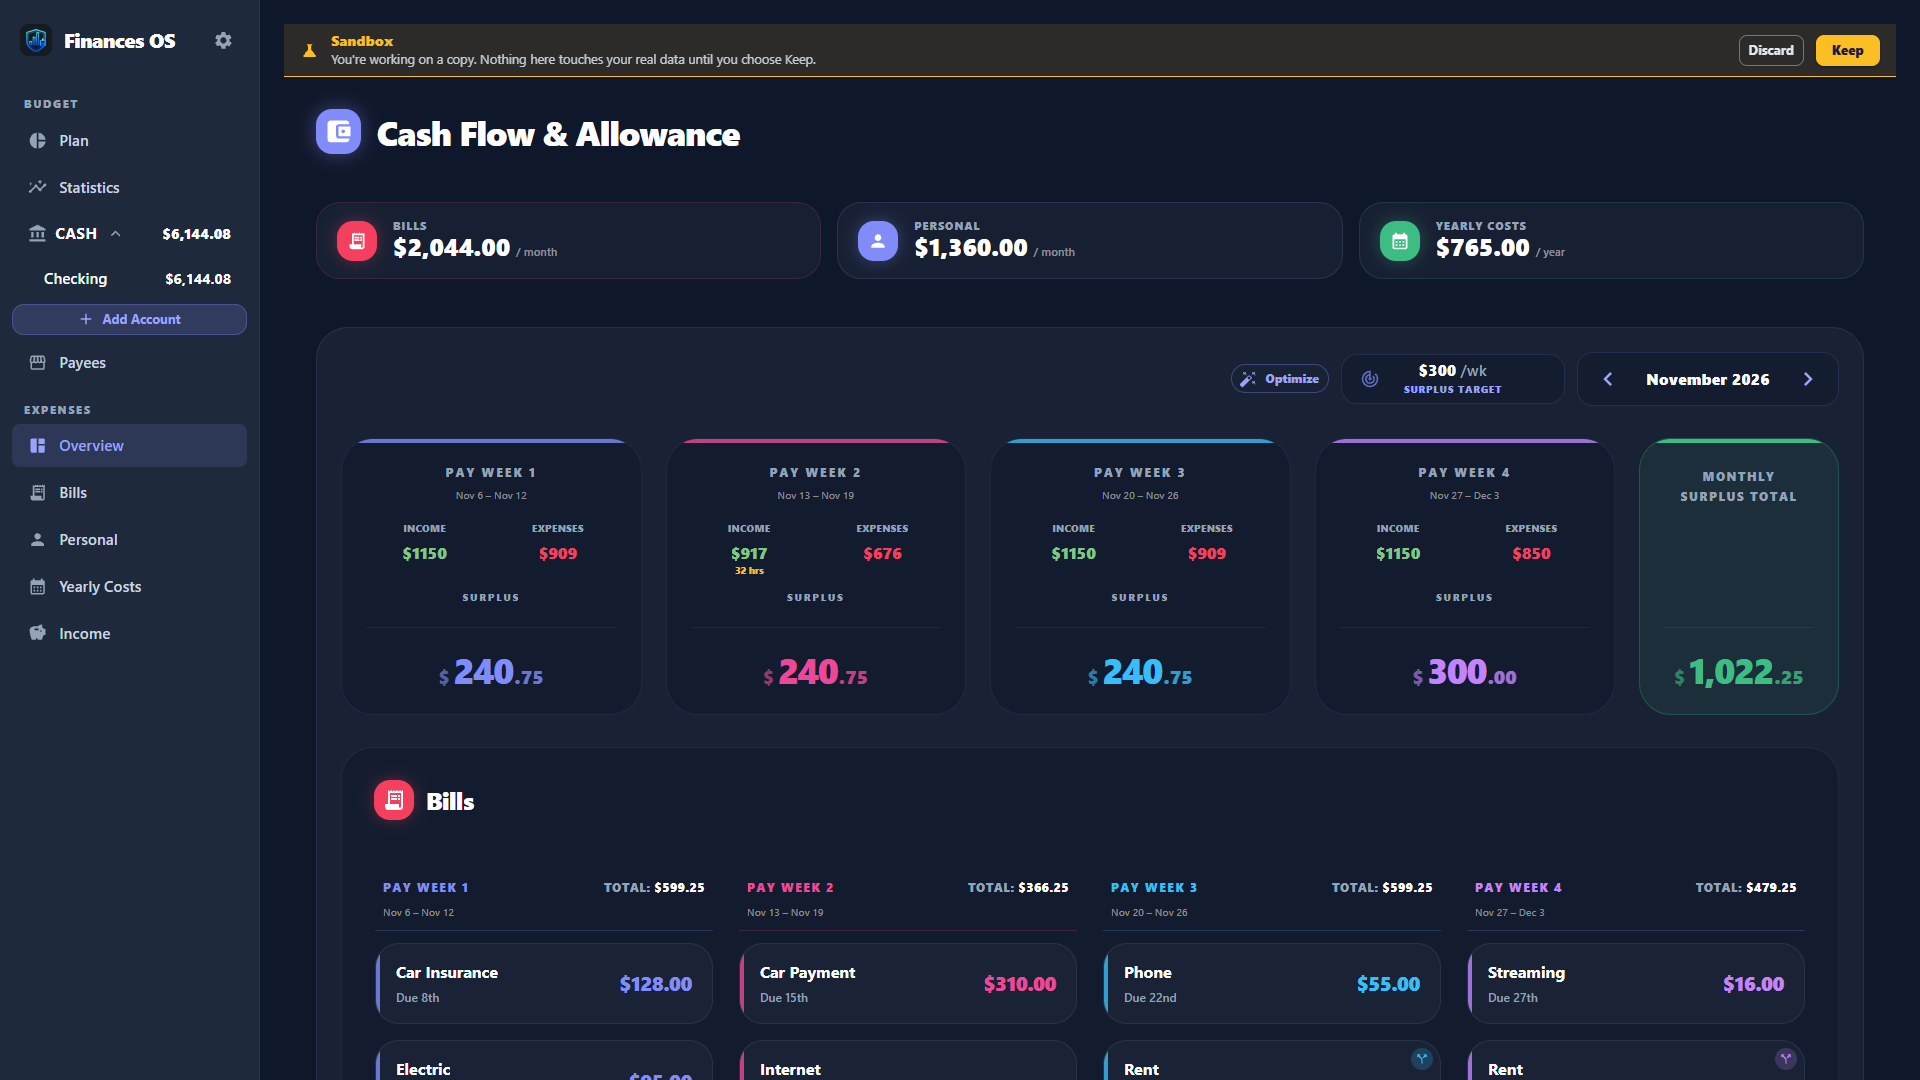 Finances OS
BUDGET
Plan
Statistics
CASH $6,144.08
Checking $6,144.08
+ Add Account
Payees
EXPENSES
Overview
Bills
Personal
Yearly Costs
Income
Sandbox
You're working on a copy. Nothing here touches your real data until you choose Keep.
Discard
Keep
Cash Flow & Allowance
BILLS
$2,044.00 / month
PERSONAL
$1,360.00 / month
YEARLY COSTS
$765.00 / year
Optimize
$300 /wk
SURPLUS TARGET
November 2026
PAY WEEK 1
Nov 6 – Nov 12
INCOME EXPENSES
$1150 $909
SURPLUS
$ 240.75
PAY WEEK 2
Nov 13 – Nov 19
INCOME EXPENSES
$917 $676
32 hrs
SURPLUS
$ 240.75
PAY WEEK 3
Nov 20 – Nov 26
INCOME EXPENSES
$1150 $909
SURPLUS
$ 240.75
PAY WEEK 4
Nov 27 – Dec 3
INCOME EXPENSES
$1150 $850
SURPLUS
$ 300.00
MONTHLY
SURPLUS TOTAL
$ 1,022.25
Bills
PAY WEEK 1 TOTAL: $599.25
Nov 6 – Nov 12
Car Insurance
$128.00
Due 8th
Electric
PAY WEEK 2 TOTAL: $366.25
Nov 13 – Nov 19
Car Payment
$310.00
Due 15th
Internet
PAY WEEK 3 TOTAL: $599.25
Nov 20 – Nov 26
Phone
$55.00
Due 22nd
Rent
PAY WEEK 4 TOTAL: $479.25
Nov 27 – Dec 3
Streaming
$16.00
Due 27th
Rent